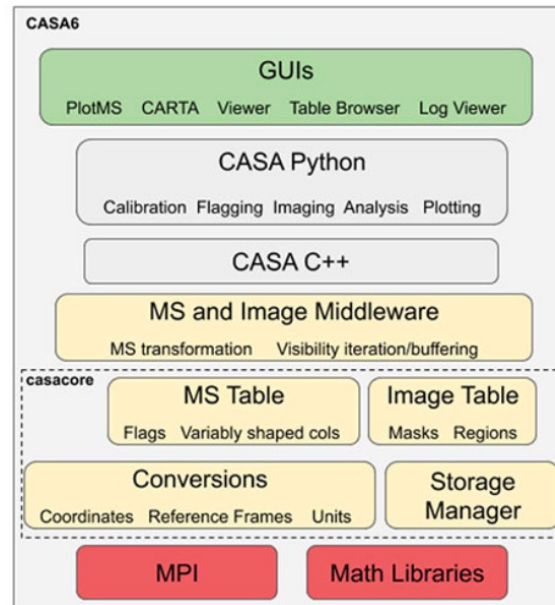 CASA6
GUIs
PlotMS CARTA Viewer Table Browser Log Viewer
CASA Python
Calibration Flagging Imaging Analysis Plotting
CASA C++
MS and Image Middleware
MS transformation Visibility iteration/buffering
casacore
MS Table
Flags Variably shaped cols
Image Table
Masks Regions
Conversions
Coordinates Reference Frames Units
Storage
Manager
MPI
Math Libraries